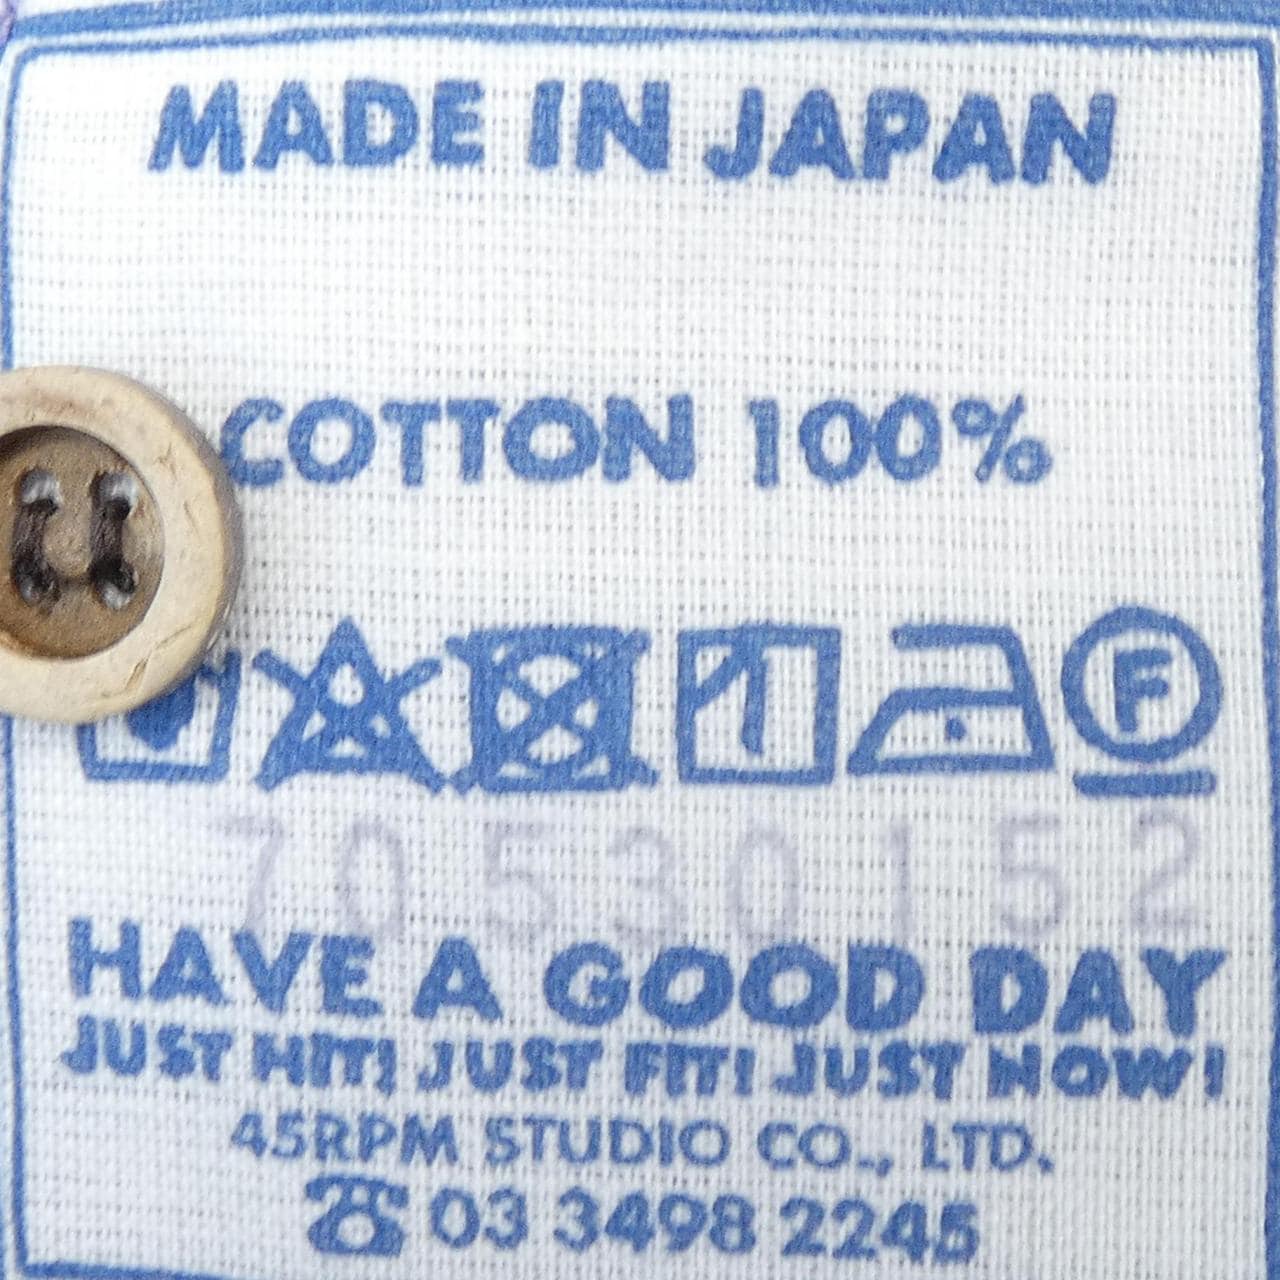 MADE IN JAPAN
COTTON 100%
F
70530152
HAVE A GOOD DAY
JUST HIT! JUST FIT! JUST NOW!
45RPM STUDIO CO., LTD.
☎ 03 3498 2245